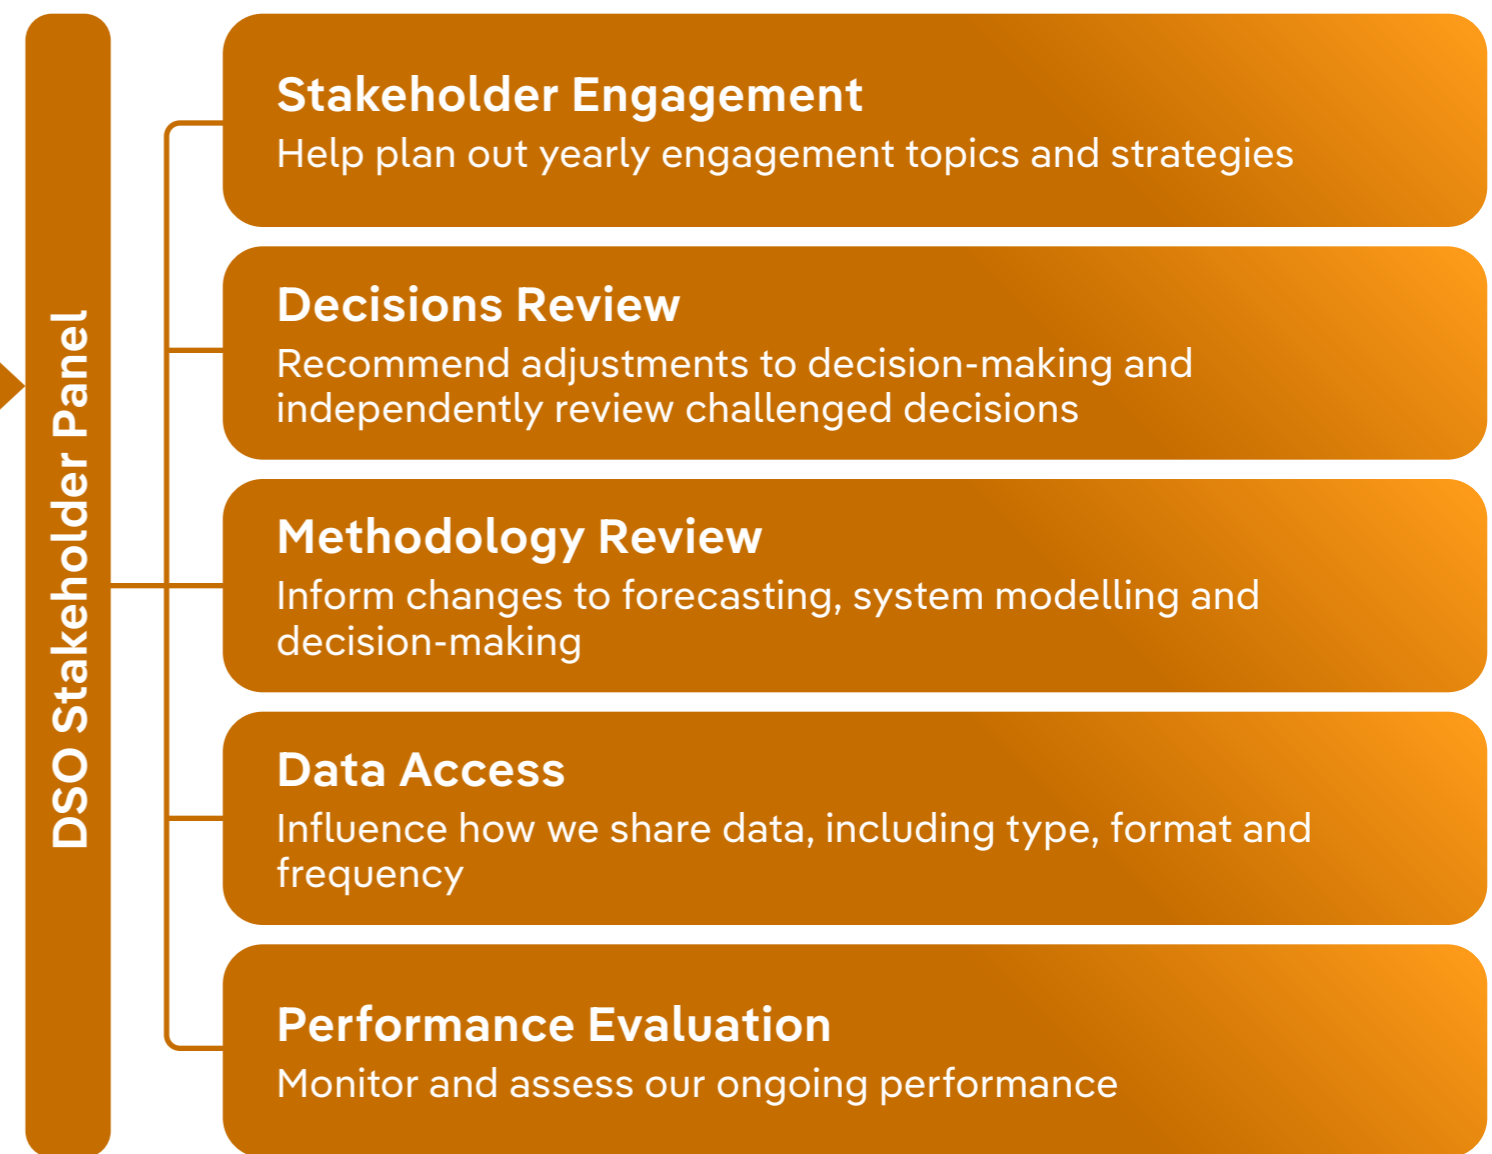 DSO Stakeholder Panel
Stakeholder Engagement
Help plan out yearly engagement topics and strategies
Decisions Review
Recommend adjustments to decision-making and
independently review challenged decisions
Methodology Review
Inform changes to forecasting, system modelling and
decision-making
Data Access
Influence how we share data, including type, format and
frequency
Performance Evaluation
Monitor and assess our ongoing performance